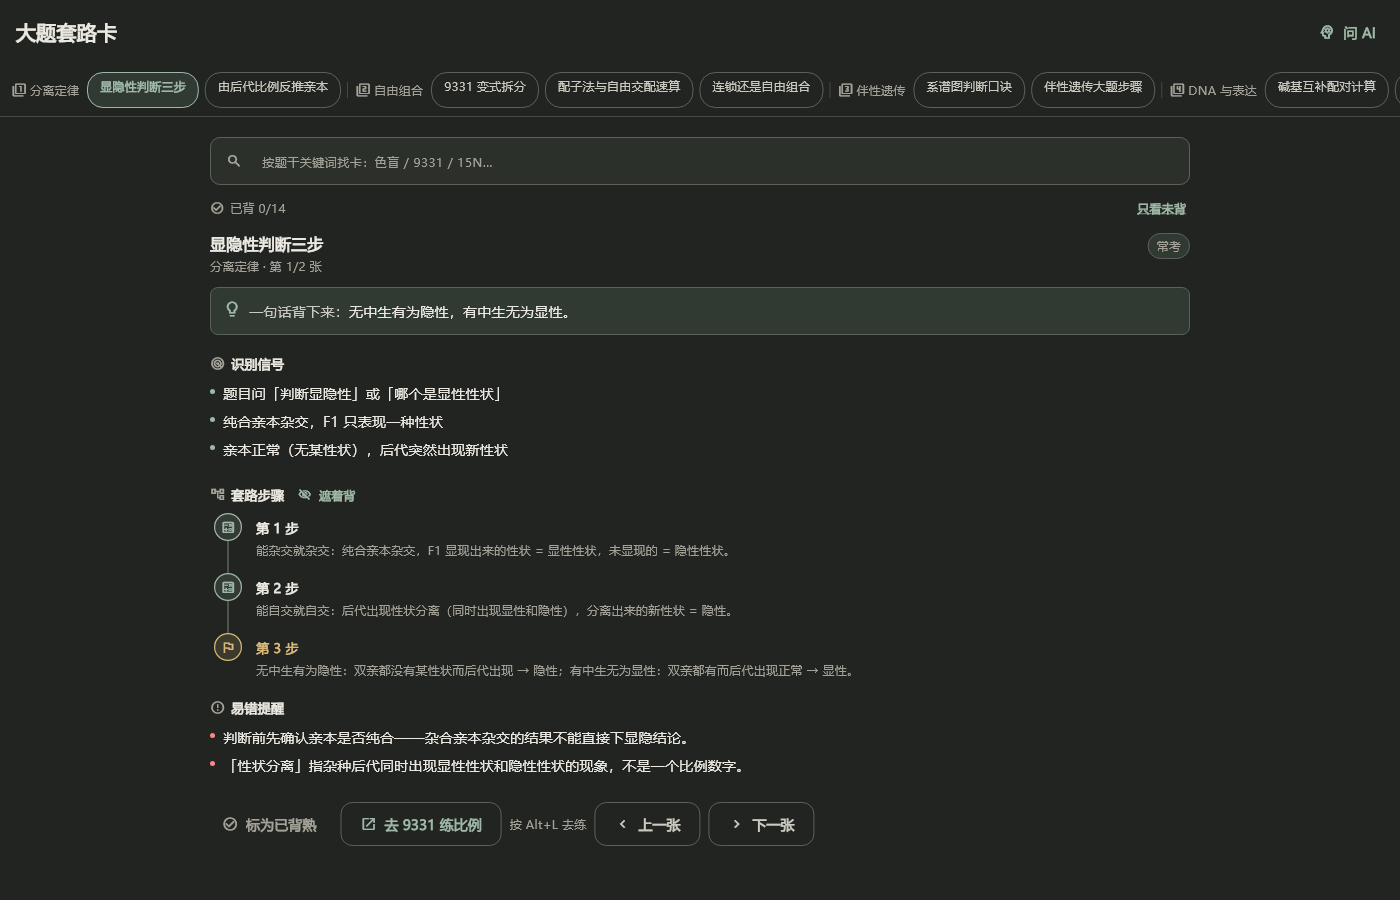 大题套路卡
问 AI
1 分离定律 显隐性判断三步 由后代比例反推亲本 2 自由组合 9331 变式拆分 配子法与自由交配速算 连锁还是自由组合 3 伴性遗传 系谱图判断口诀 伴性遗传大题步骤 4 DNA 与表达 碱基互补配对计算
按题干关键词找卡：色盲 / 9331 / 15N...
已背 0/14
只看未背
显隐性判断三步
常考
分离定律 · 第 1/2 张
一句话背下来：无中生有为隐性，有中生无为显性。
识别信号
题目问「判断显隐性」或「哪个是显性性状」
纯合亲本杂交，F1 只表现一种性状
亲本正常（无某性状），后代突然出现新性状
套路步骤 遮着背
第 1 步
能杂交就杂交：纯合亲本杂交，F1 显现出来的性状 = 显性性状，未显现的 = 隐性性状。
第 2 步
能自交就自交：后代出现性状分离（同时出现显性和隐性），分离出来的新性状 = 隐性。
第 3 步
无中生有为隐性：双亲都没有某性状而后代出现 → 隐性；有中生无为显性：双亲都有而后代出现正常 → 显性。
易错提醒
判断前先确认亲本是否纯合——杂合亲本杂交的结果不能直接下显隐结论。
「性状分离」指杂种后代同时出现显性性状和隐性性状的现象，不是一个比例数字。
标为已背熟 去 9331 练比例 按 Alt+L 去练 上一张 下一张